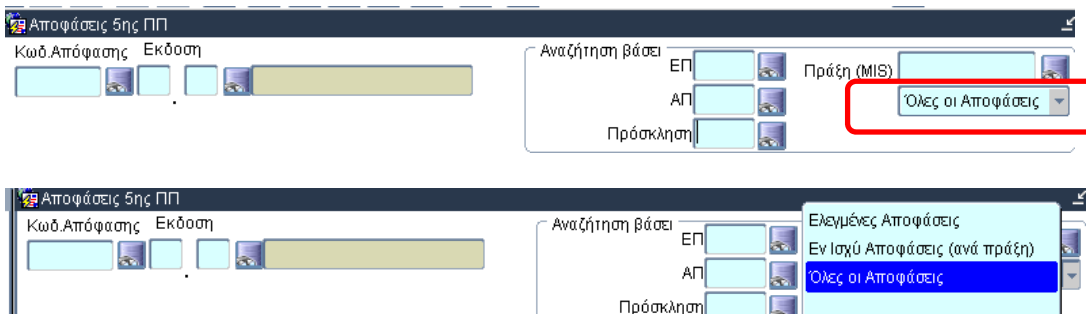 Αποφάσεις 5ης ΠΠ
Κωδ.Απόφασης Εκδοση
Αναζήτηση βάσει
ΕΠ
Πράξη (MIS)
ΑΠ
Όλες οι Αποφάσεις
Πρόσκληση
.
Αποφάσεις 5ης ΠΠ
Κωδ.Απόφασης Εκδοση
Αναζήτηση βάσει
ΕΠ
Ελεγμένες Αποφάσεις
Εν Ισχύ Αποφάσεις (ανά πράξη)
ΑΠ
Όλες οι Αποφάσεις
Πρόσκληση
.